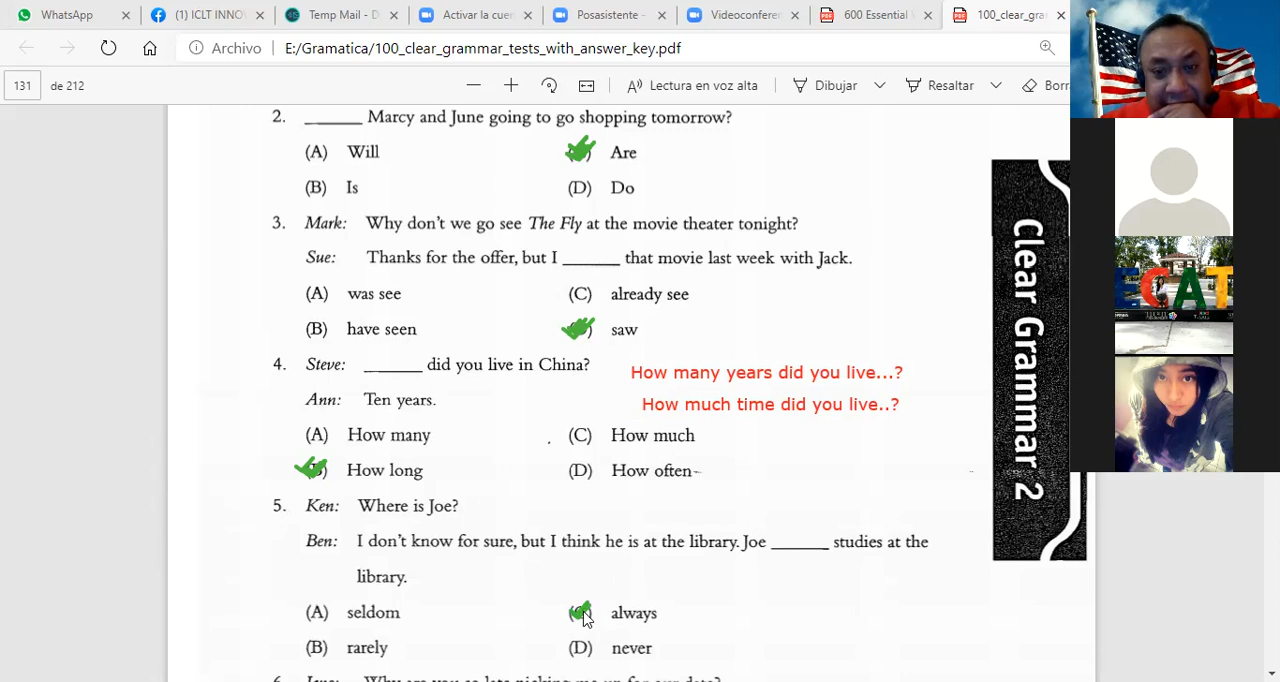 WhatsApp
(1) ICLT INNO
Temp Mail - D
Activar la cue
Posasistente -
Videoconferen
600 Essential
100_clear_gra
Archivo
E:/Gramatica/100_clear_grammar_tests_with_answer_key.pdf
131 de 212
Lectura en voz alta
Dibujar
Resaltar
Borr
2. ______ Marcy and June going to go shopping tomorrow?
(A) Will
Are
(B) Is
(D) Do
3. Mark: Why don't we go see The Fly at the movie theater tonight?
Sue: Thanks for the offer, but I ______ that movie last week with Jack.
(A) was see
(C) already see
(B) have seen
saw
4. Steve: ______ did you live in China?
How many years did you live...?
Ann: Ten years.
How much time did you live..?
(A) How many
(C) How much
How long
(D) How often
5. Ken: Where is Joe?
Ben: I don't know for sure, but I think he is at the library. Joe ______ studies at the
library.
(A) seldom
always
(B) rarely
(D) never
Clear Grammar 2
ECAT